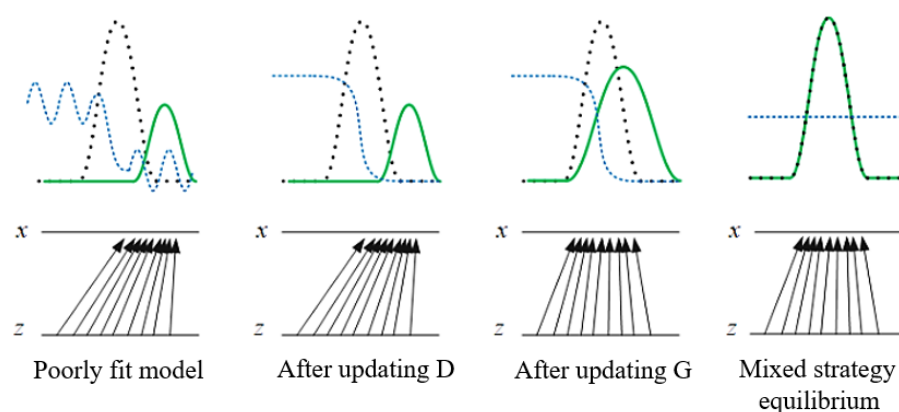 x
x
x
x
z
z
z
z
Poorly fit model
After updating D
After updating G
Mixed strategy
equilibrium